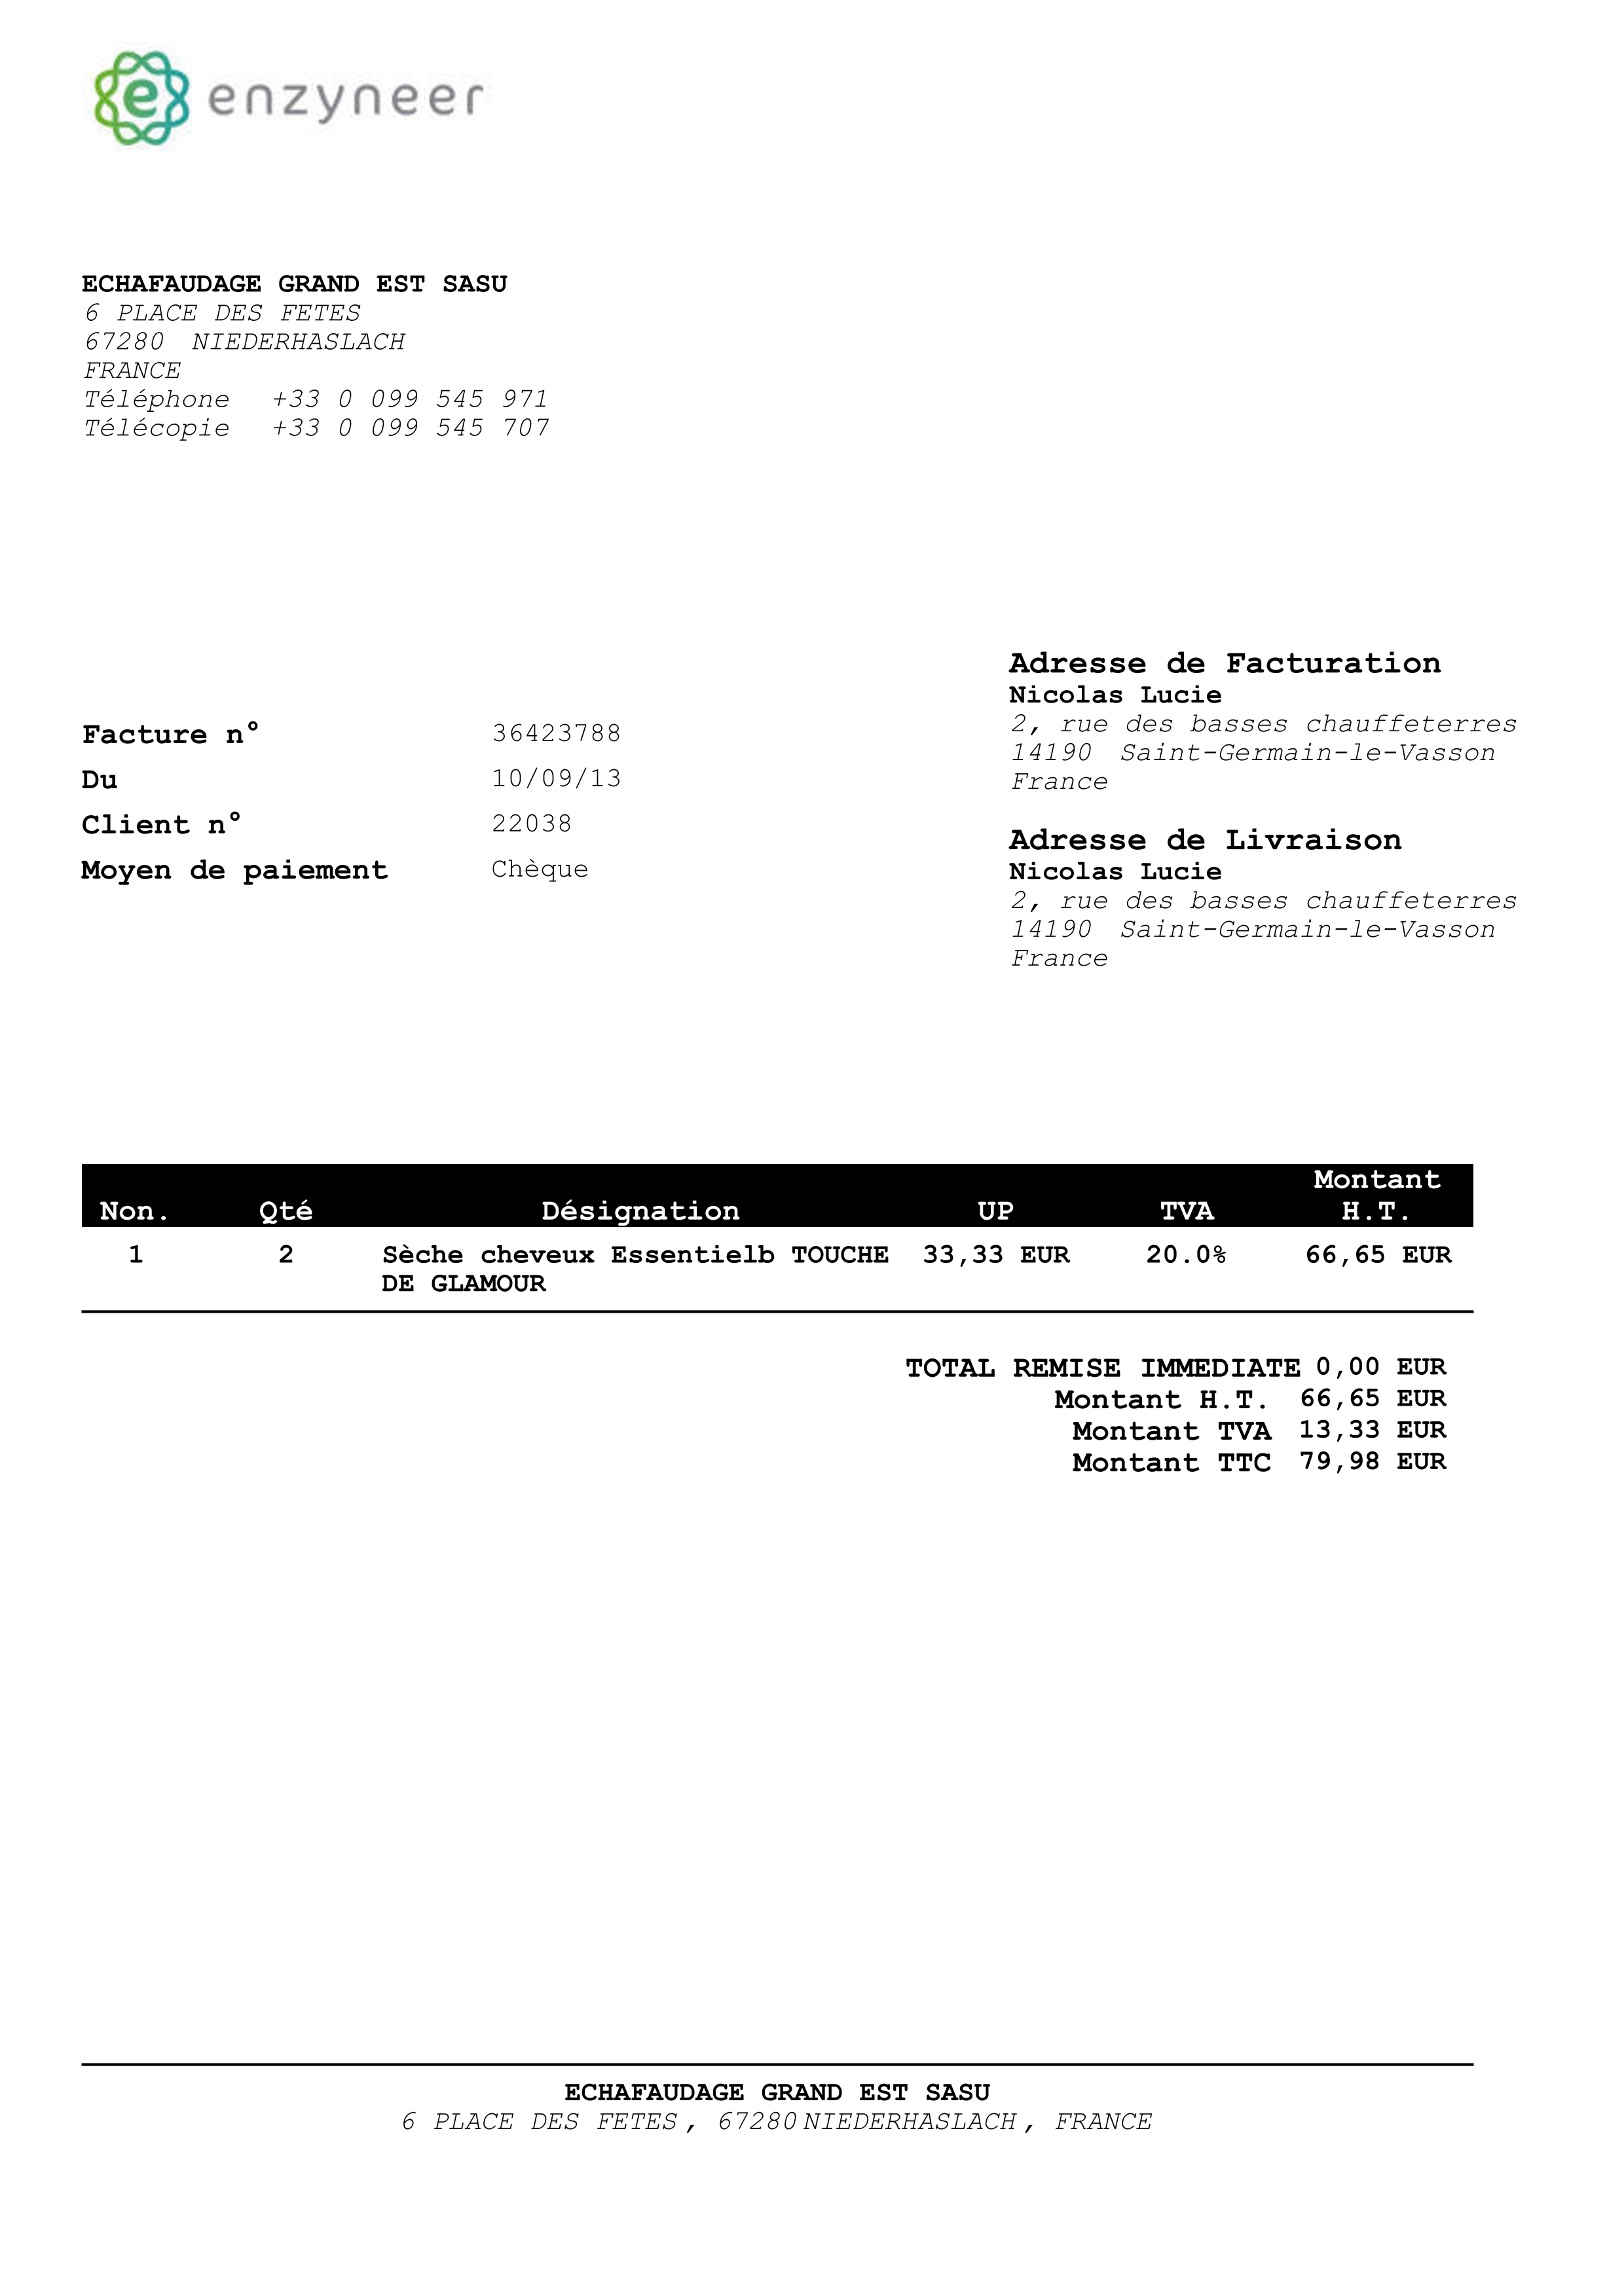 enzyneer
ECHAFAUDAGE GRAND EST SASU
6 PLACE DES FETES
67280 NIEDERHASLACH
FRANCE
Téléphone +33 0 099 545 971
Télécopie +33 0 099 545 707
Facture n° 36423788
Du 10/09/13
Client n° 22038
Moyen de paiement Chèque
Adresse de Facturation
Nicolas Lucie
2, rue des basses chauffeterres
14190 Saint-Germain-le-Vasson
France
Adresse de Livraison
Nicolas Lucie
2, rue des basses chauffeterres
14190 Saint-Germain-le-Vasson
France
Non. Qté Désignation UP TVA Montant H.T.
1 2 Sèche cheveux Essentielb TOUCHE 33,33 EUR 20.0% 66,65 EUR
DE GLAMOUR
TOTAL REMISE IMMEDIATE 0,00 EUR
Montant H.T. 66,65 EUR
Montant TVA 13,33 EUR
Montant TTC 79,98 EUR
ECHAFAUDAGE GRAND EST SASU
6 PLACE DES FETES, 67280 NIEDERHASLACH, FRANCE